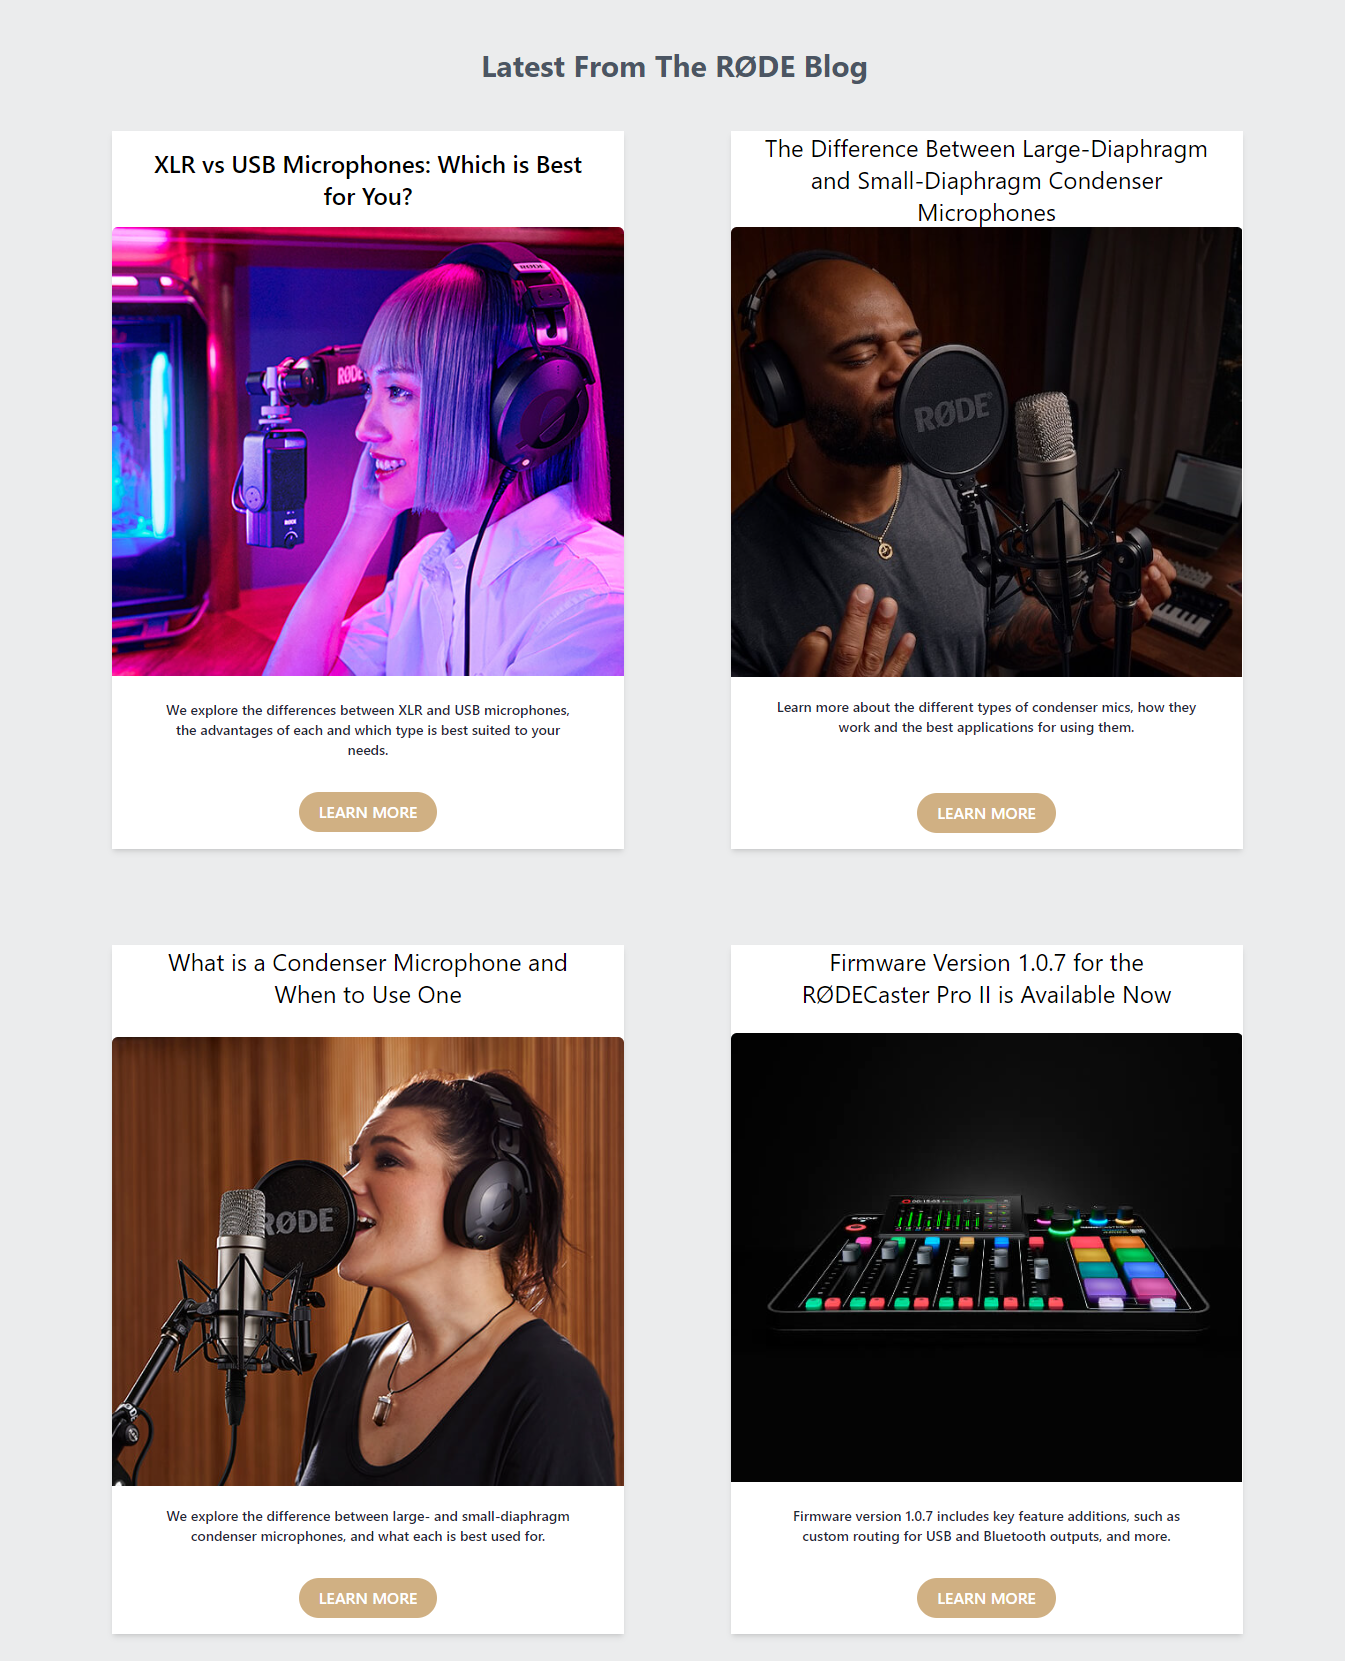 Latest From The RØDE Blog
XLR vs USB Microphones: Which is Best
for You?
RØDE
RØDE
RØDE
We explore the differences between XLR and USB microphones,
the advantages of each and which type is best suited to your
needs.
LEARN MORE
The Difference Between Large-Diaphragm
and Small-Diaphragm Condenser
Microphones
RØDE
Learn more about the different types of condenser mics, how they
work and the best applications for using them.
LEARN MORE
What is a Condenser Microphone and
When to Use One
RØDE
We explore the difference between large- and small-diaphragm
condenser microphones, and what each is best used for.
LEARN MORE
Firmware Version 1.0.7 for the
RØDECaster Pro II is Available Now
RØDE
Firmware version 1.0.7 includes key feature additions, such as
custom routing for USB and Bluetooth outputs, and more.
LEARN MORE